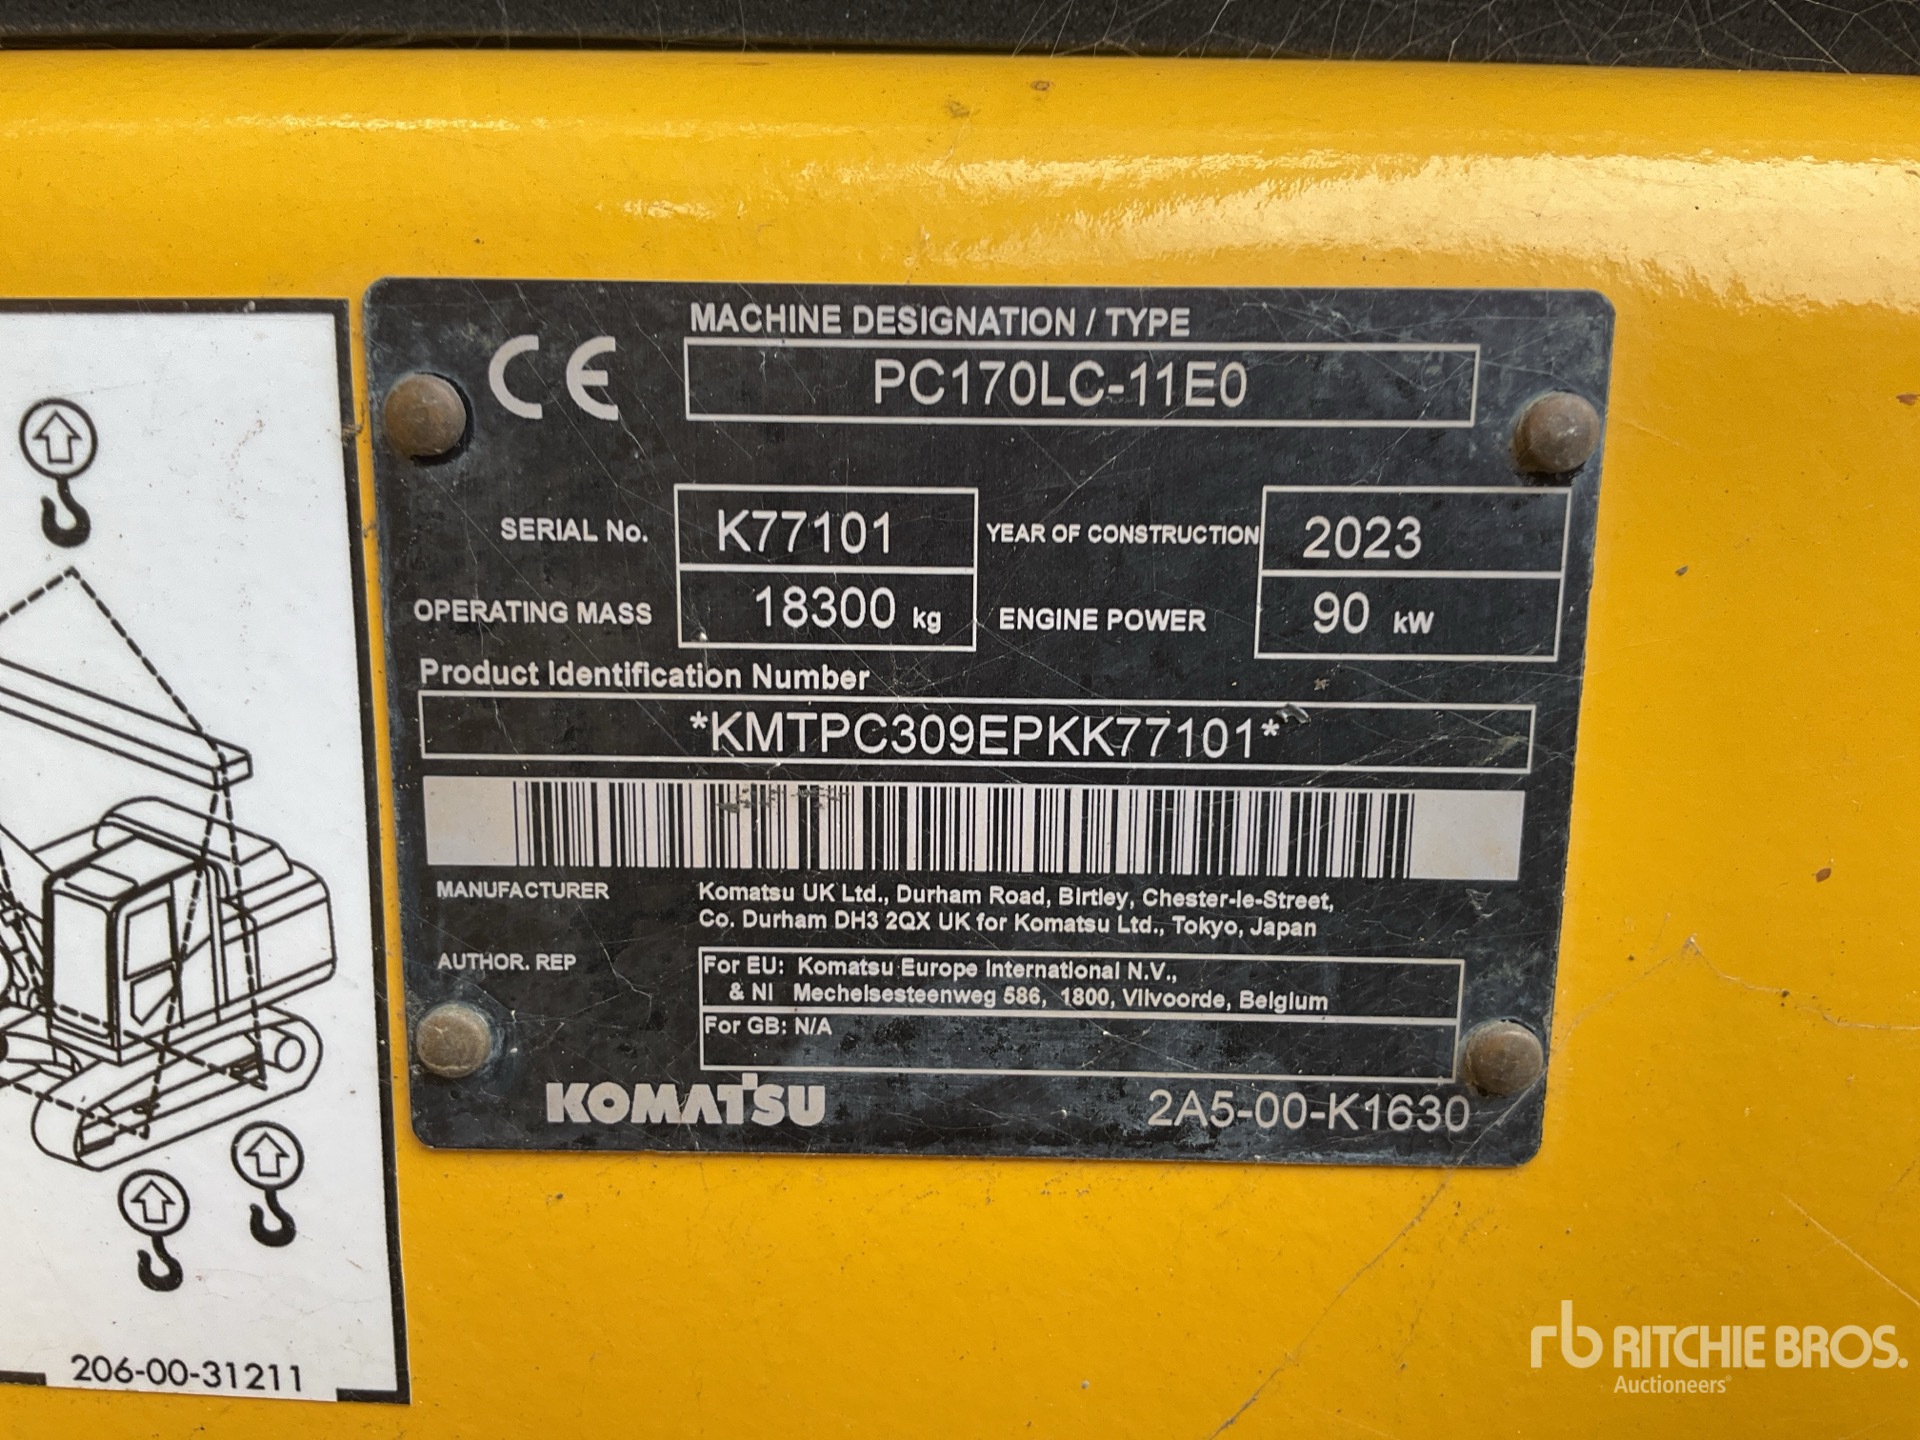 CE
MACHINE DESIGNATION / TYPE
PC170LC-11E0
SERIAL No. K77101 YEAR OF CONSTRUCTION 2023
OPERATING MASS 18300 kg ENGINE POWER 90 kW
Product Identification Number
*KMTPC309EPKK77101*
MANUFACTURER Komatsu UK Ltd., Durham Road, Birtley, Chester-le-Street,
Co. Durham DH3 2QX UK for Komatsu Ltd., Tokyo, Japan
AUTHOR. REP For EU: Komatsu Europe International N.V.,
& NI Mechelsesteenweg 586, 1800, Vilvoorde, Belgium
For GB: N/A
KOMATSU 2A5-00-K1630
206-00-31211
rb RITCHIE BROS.
Auctioneers